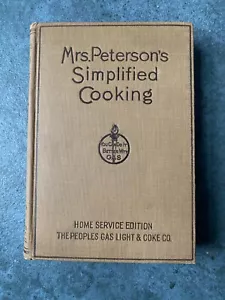 Mrs. Peterson's
Simplified
Cooking
GAS
HOME SERVICE EDITION
THE PEOPLES GAS LIGHT & COKE CO.